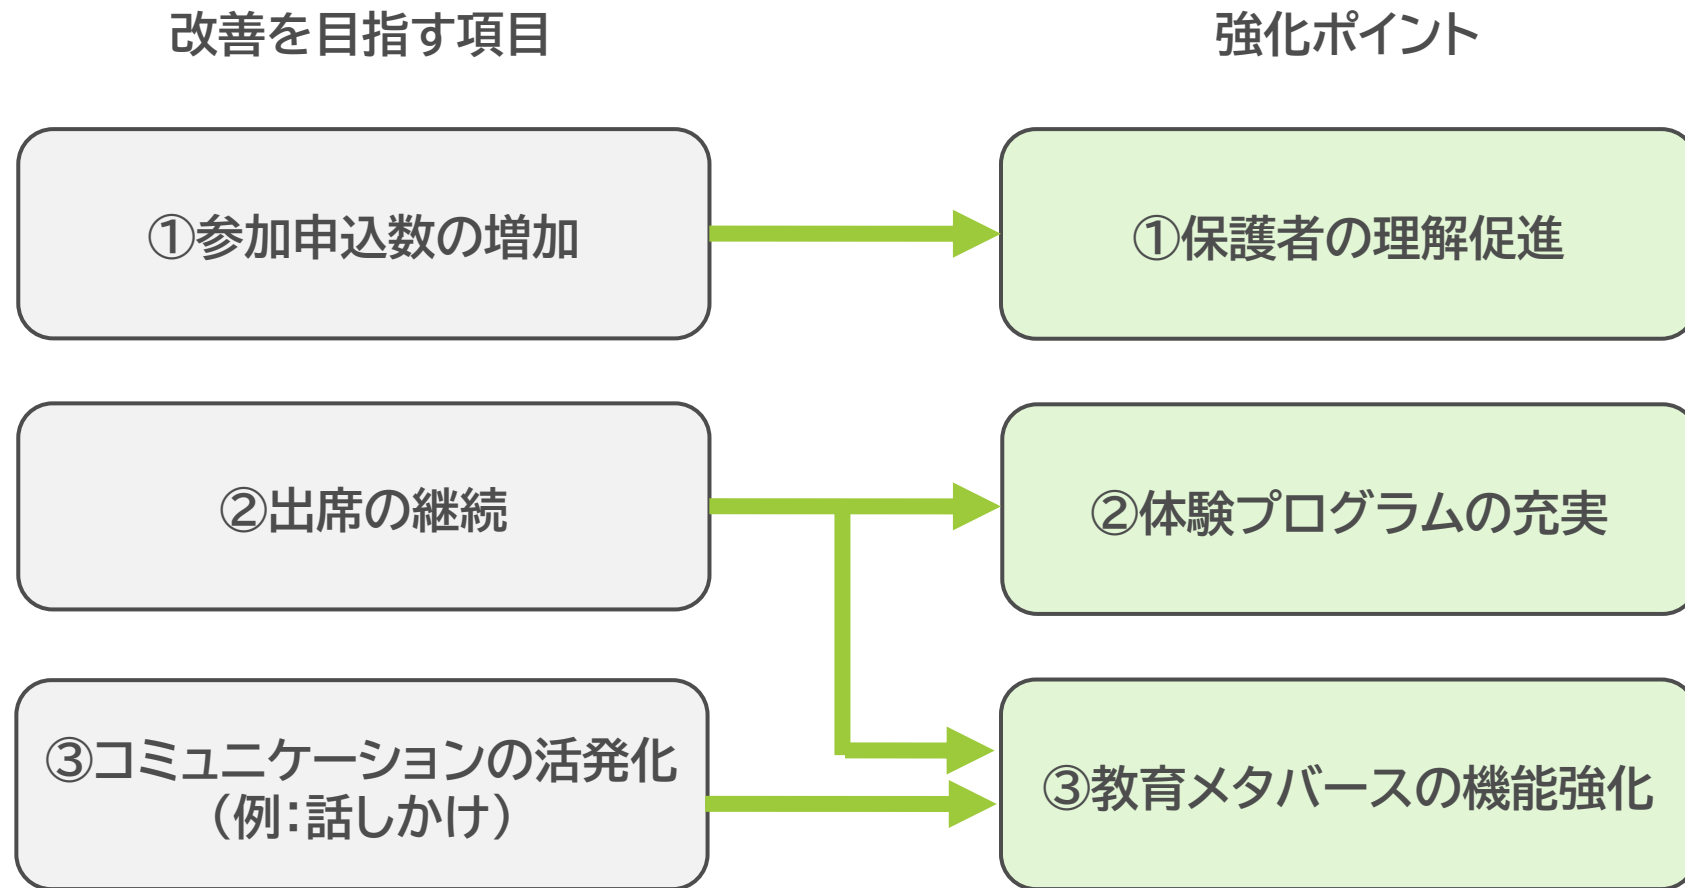 改善を目指す項目
強化ポイント
①参加申込数の増加
①保護者の理解促進
②出席の継続
②体験プログラムの充実
③コミュニケーションの活発化
（例：話しかけ）
③教育メタバースの機能強化